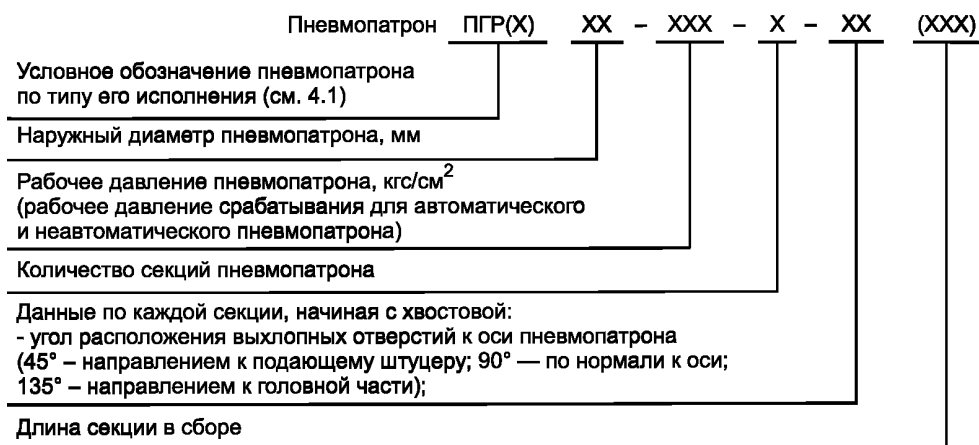 Пневмопатрон ПГР(Х) ХХ – ХХХ – Х – ХХ (ХХХ)
Условное обозначение пневмопатрона
по типу его исполнения (см. 4.1)
Наружный диаметр пневмопатрона, мм
Рабочее давление пневмопатрона, кгс/см²
(рабочее давление срабатывания для автоматического
и неавтоматического пневмопатрона)
Количество секций пневмопатрона
Данные по каждой секции, начиная с хвостовой:
- угол расположения выхлопных отверстий к оси пневмопатрона
(45° – направлением к подающему штуцеру; 90° — по нормали к оси;
135° – направлением к головной части);
Длина секции в сборе